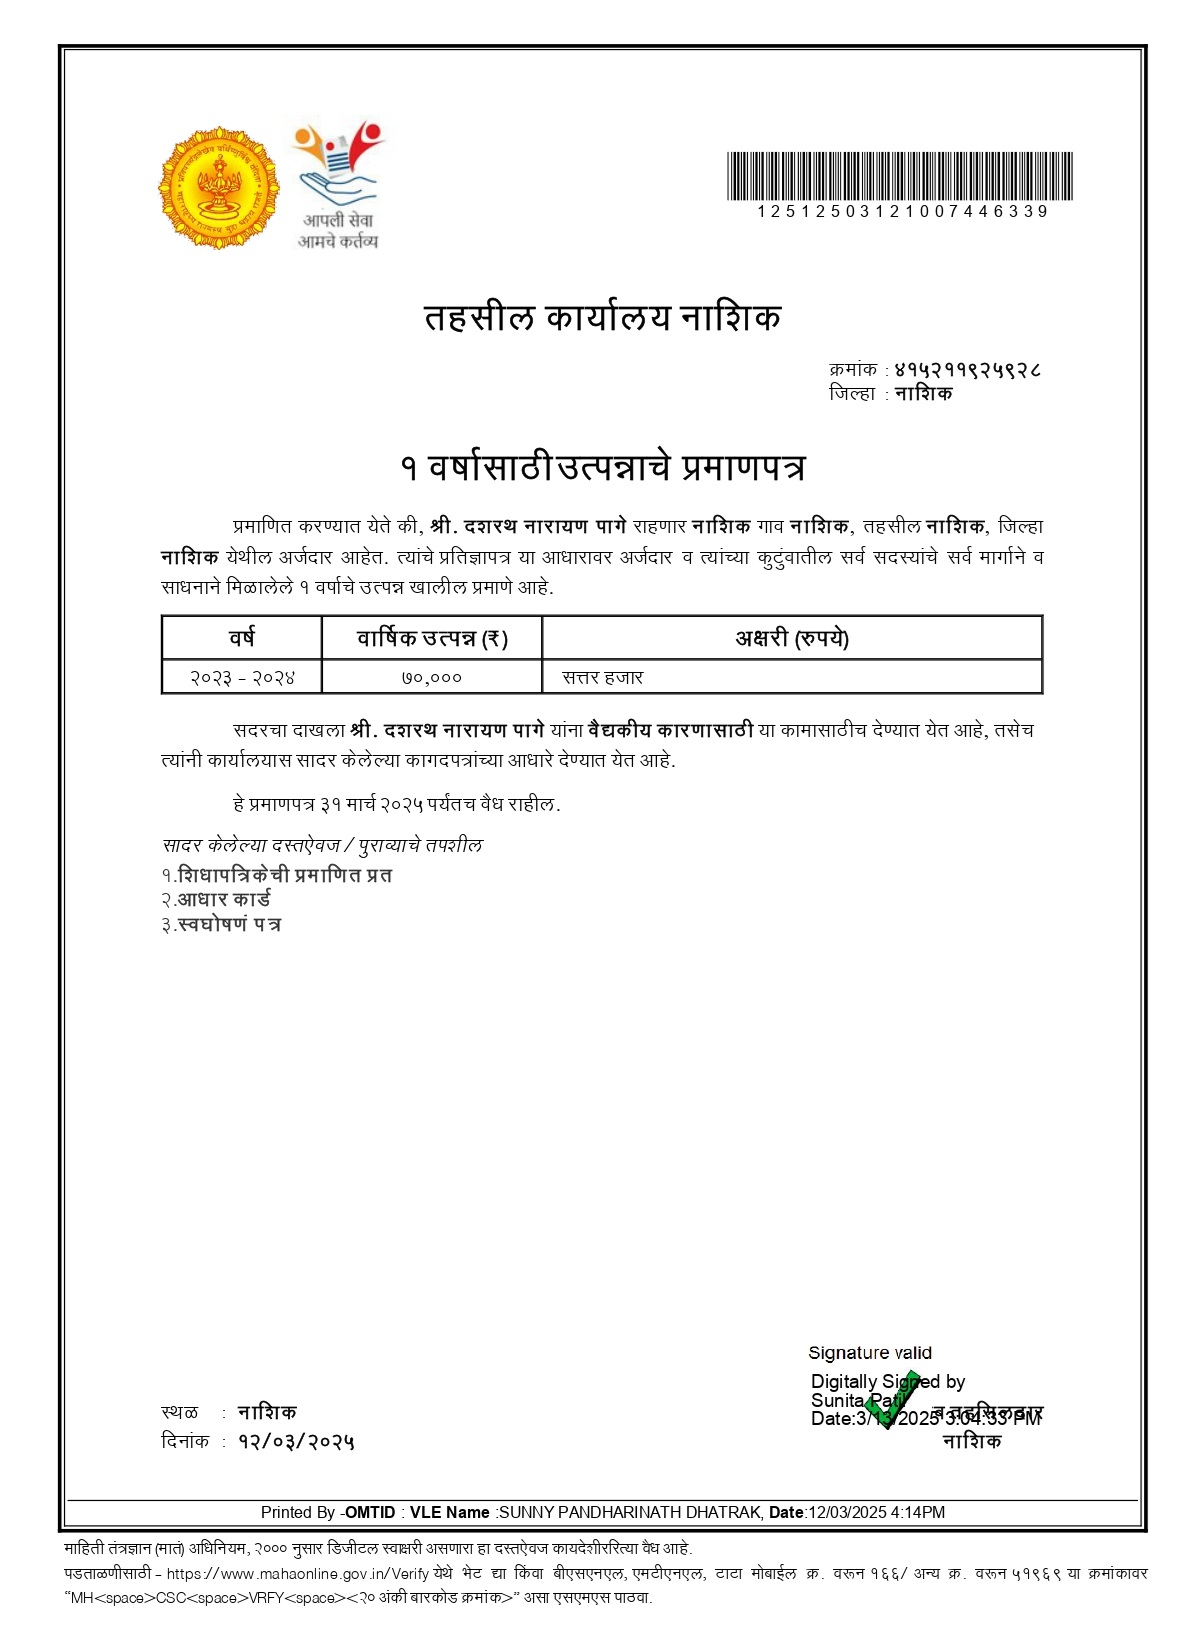 आपली सेवा
आमचे कर्तव्य
12512503121007446339
तहसील कार्यालय नाशिक
क्रमांक : ४१५२११९२५९२८
जिल्हा : नाशिक
१ वर्षासाठी उत्पन्नाचे प्रमाणपत्र
प्रमाणित करण्यात येते की, श्री. दशरथ नारायण पागे राहणार नाशिक गाव नाशिक, तहसील नाशिक, जिल्हा
नाशिक येथील अर्जदार आहेत. त्यांचे प्रतिज्ञापत्र या आधारावर अर्जदार व त्यांच्या कुटुंवातील सर्व सदस्यांचे सर्व मार्गाने व
साधनाने मिळालेले १ वर्षाचे उत्पन्न खालील प्रमाणे आहे.
वर्ष वार्षिक उत्पन्न (₹) अक्षरी (रुपये)
२०२३ - २०२४ ७०,००० सत्तर हजार
सदरचा दाखला श्री. दशरथ नारायण पागे यांना वैद्यकीय कारणासाठी या कामासाठीच देण्यात येत आहे, तसेच
त्यांनी कार्यालयास सादर केलेल्या कागदपत्रांच्या आधारे देण्यात येत आहे.
हे प्रमाणपत्र ३१ मार्च २०२५ पर्यंतच वैध राहील.
सादर केलेल्या दस्तऐवज / पुराव्याचे तपशील
१.शिधापत्रिकेची प्रमाणित प्रत
२.आधार कार्ड
३.स्वघोषणं पत्र
Signature valid
Digitally Signed by
Sunita Patil
Date:3/13/2025 3:04:33 PM
स्थळ : नाशिक
दिनांक : १२/०३/२०२५
नाशिक
Printed By -OMTID : VLE Name :SUNNY PANDHARINATH DHATRAK, Date:12/03/2025 4:14PM
माहिती तंत्रज्ञान (मातं) अधिनियम, २००० नुसार डिजीटल स्वाक्षरी असणारा हा दस्तऐवज कायदेशीररित्या वैध आहे.
पडताळणीसाठी - https://www.mahaonline.gov.in/Verify येथे भेट द्या किंवा बीएसएनएल, एमटीएनएल, टाटा मोबाईल क्र. वरून १६६/ अन्य क्र. वरून ५१९६९ या क्रमांकावर
“MH<space>CSC<space>VRFY<space><२० अंकी बारकोड क्रमांक>” असा एसएमएस पाठवा.